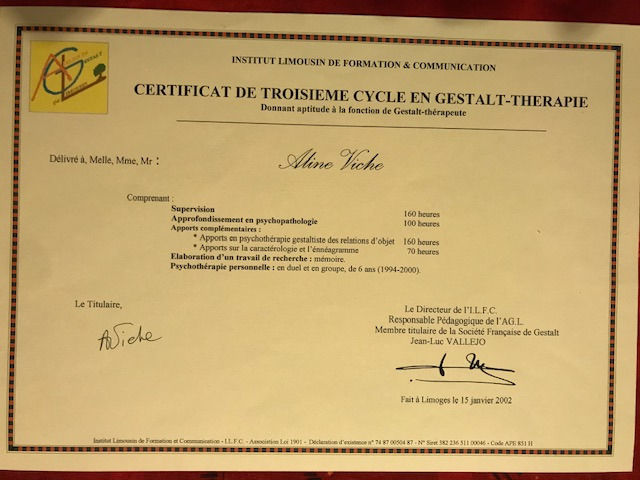 INSTITUT LIMOUSIN DE FORMATION & COMMUNICATION
CERTIFICAT DE TROISIEME CYCLE EN GESTALT-THERAPIE
Donnant aptitude à la fonction de Gestalt-thérapeute
Délivré à, Melle, Mme, Mr :
Aline Viche
Comprenant :
Supervision 160 heures
Approfondissement en psychopathologie 100 heures
Apports complémentaires :
* Apports en psychothérapie gestaltiste des relations d'objet 160 heures
* Apports sur la caractérologie et l'énnéagramme 70 heures
Elaboration d'un travail de recherche : mémoire.
Psychothérapie personnelle : en duel et en groupe, de 6 ans (1994-2000).
Le Titulaire,
AViche
Le Directeur de l'I.L.F.C.
Responsable Pédagogique de l'AG.L.
Membre titulaire de la Société Française de Gestalt
Jean-Luc VALLEJO
Fait à Limoges le 15 janvier 2002
Institut Limousin de Formation et Communication - I.L.F.C. - Association Loi 1901 - Déclaration d'existence n° 74 87 00504 87 - N° Siret 382 236 511 00046 - Code APE 851 H